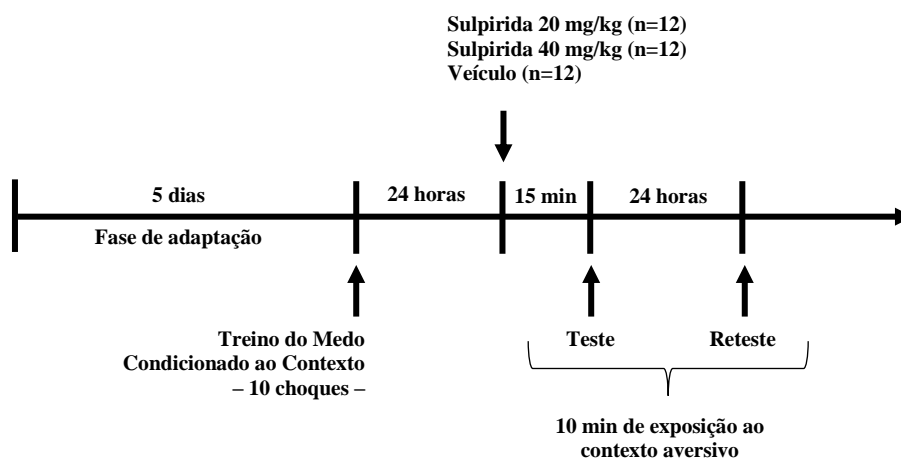 Sulpirida 20 mg/kg (n=12)
Sulpirida 40 mg/kg (n=12)
Veículo (n=12)
5 dias
24 horas
15 min
24 horas
Fase de adaptação
Treino do Medo
Condicionado ao Contexto
– 10 choques –
Teste
Reteste
10 min de exposição ao
contexto aversivo